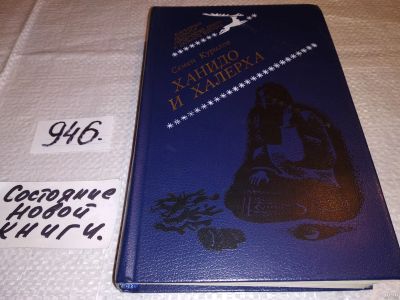 Семен Курилов
ХАНИДО
И ХАЛЕРХА
946.
Состояние
новой
книги.